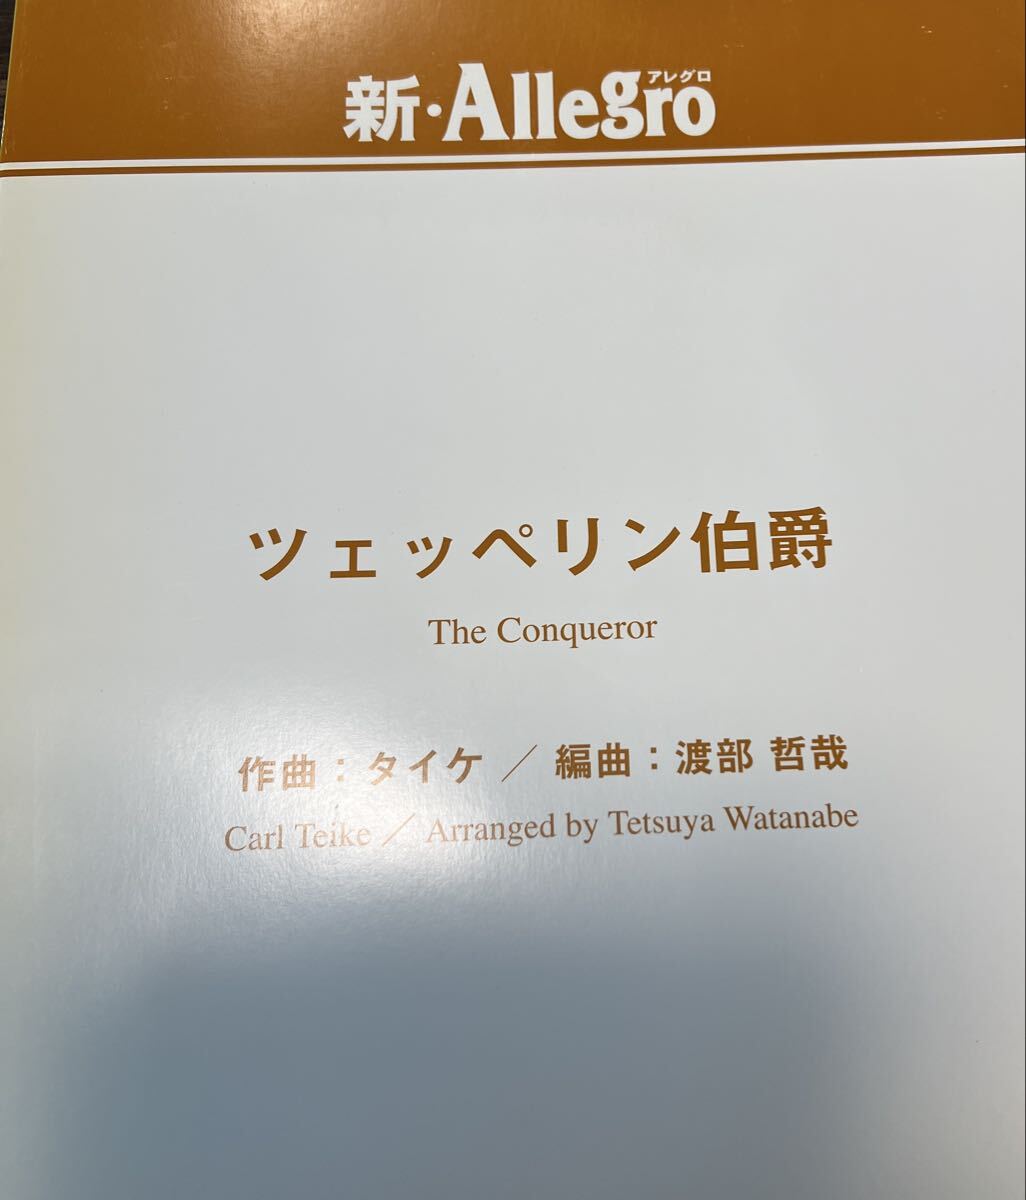 アレグロ
新・Allegro
ツェッペリン伯爵
The Conqueror
作曲：タイケ ／ 編曲：渡部 哲哉
Carl Teike ／ Arranged by Tetsuya Watanabe